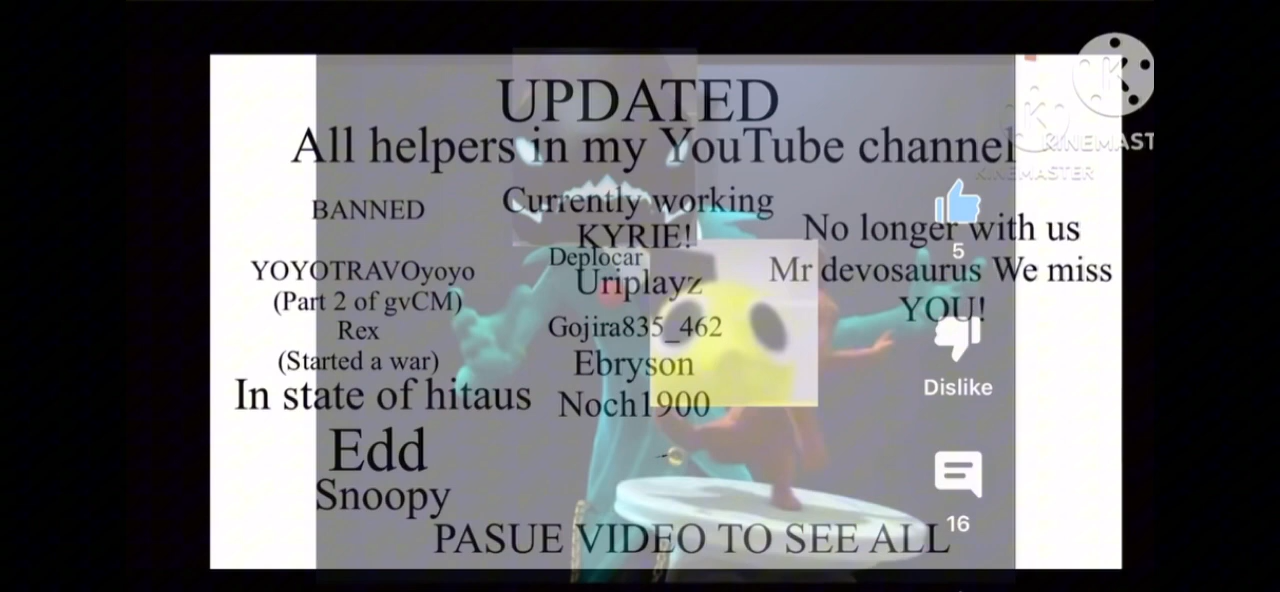 UPDATED
All helpers in my YouTube channel
BANNED
YOYOTRAVOyoyo
(Part 2 of gvCM)
Rex
(Started a war)
In state of hitaus
Edd
Snoopy
Currently working
KYRIE!
Deplocar
Uriplayz
Gojira835_462
Ebryson
Noch1900
No longer with us
Mr devosaurus We miss
YOU!
PASUE VIDEO TO SEE ALL
5
Dislike
16
K
KINEMAST
K
KINEMASTER